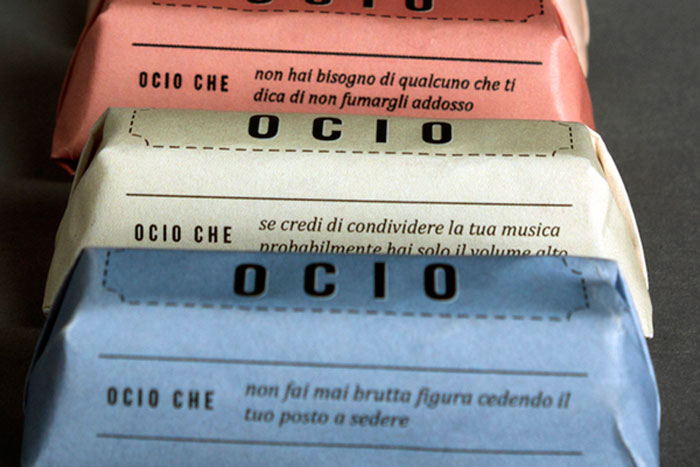 OCIO
OCIO CHE
non hai bisogno di qualcuno che ti
dica di non fumargli addosso
OCIO
OCIO CHE
se credi di condividere la tua musica
probabilmente hai solo il volume alto
OCIO
OCIO CHE
non fai mai brutta figura cedendo il
tuo posto a sedere